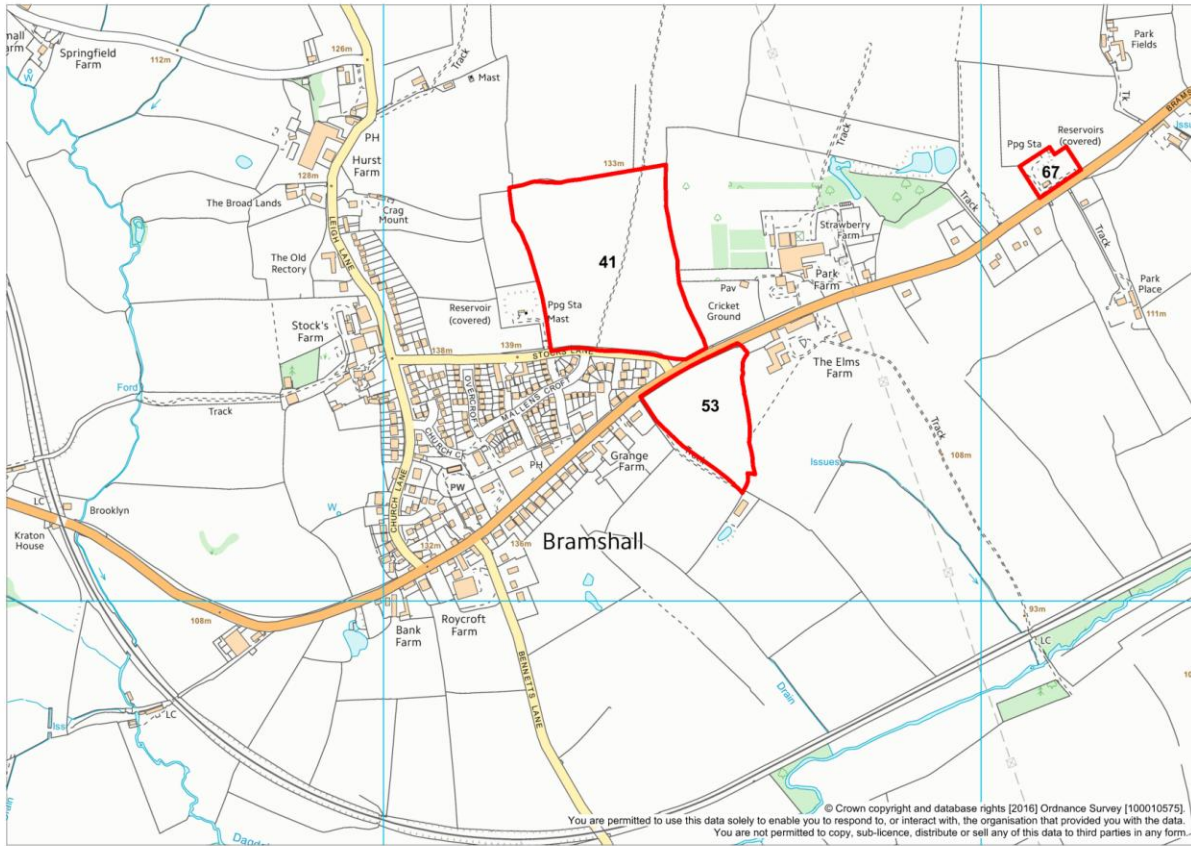 Springfield
Farm
112m
126m
Track
Mast
PH
Hurst
Farm
128m
The Broad Lands
Crag
Mount
LEIGH LANE
The Old
Rectory
Stock's
Farm
Reservoir
(covered)
Ppg Sta
Mast
133m
41
138m
139m
STOCKS LANE
OVERCROFT
MALLENS CROFT
Ford
Track
CHURCH LANE
PW
PH
Grange
Farm
53
Bramshall
132m
136m
Brooklyn
LC
Kraton
House
108m
Bank
Farm
Roycroft
Farm
BENNETTS LANE
LC
Drain
Track
Strawberry
Farm
Park
Farm
Pav
Cricket
Ground
The Elms
Farm
Track
Issues
108m
Track
Park
Fields
Tk
Ppg Sta
Reservoirs
(covered)
67
Track
Park
Place
111m
93m
LC
Drain
© Crown copyright and database rights [2016] Ordnance Survey [100010575].
You are permitted to use this data solely to enable you to respond to, or interact with, the organisation that provided you with the data.
You are not permitted to copy, sub-licence, distribute or sell any of this data to third parties in any form.